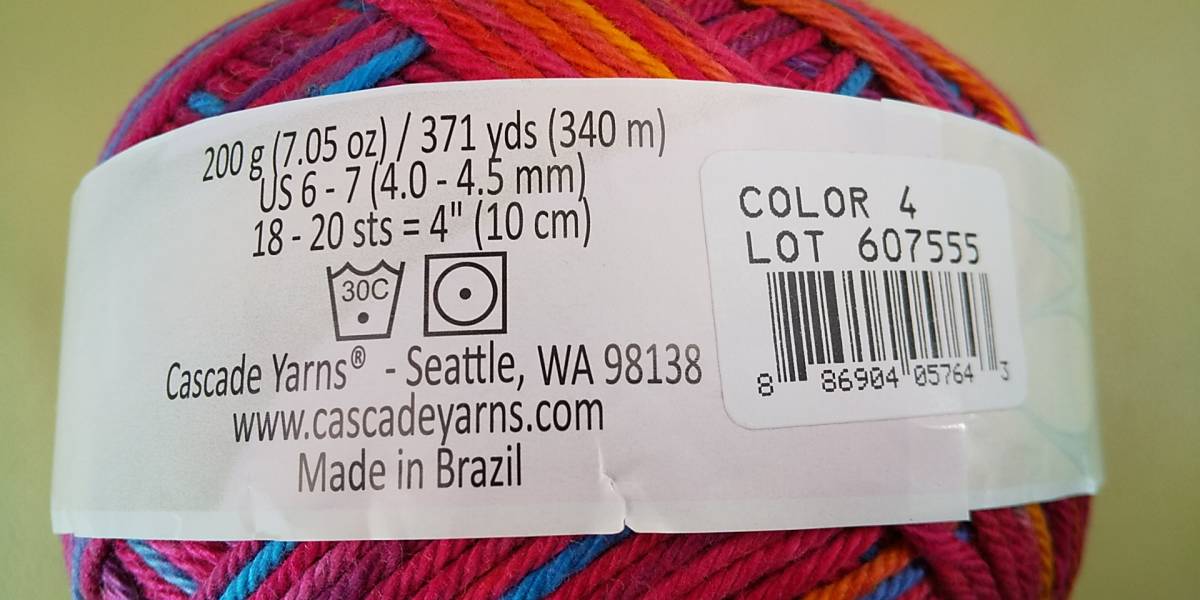 200 g (7.05 oz) / 371 yds (340 m)
US 6 - 7 (4.0 - 4.5 mm)
18 - 20 sts = 4" (10 cm)
30C
Cascade Yarns® - Seattle, WA 98138
www.cascadeyarns.com
Made in Brazil
COLOR 4
LOT 607555
8 86904 05764 3